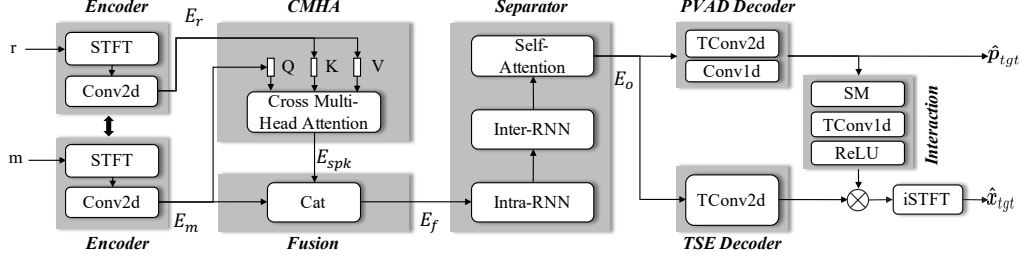 Encoder
r
STFT
Conv2d
E_r
m
STFT
Conv2d
E_m
Encoder
CMHA
Q K V
Cross Multi-
Head Attention
E_spk
Cat
Fusion
E_f
Separator
Self-
Attention
Inter-RNN
Intra-RNN
E_o
PVAD Decoder
TConv2d
Conv1d
p̂_tgt
SM
TConv1d
ReLU
Interaction
TConv2d
TSE Decoder
iSTFT
x̂_tgt